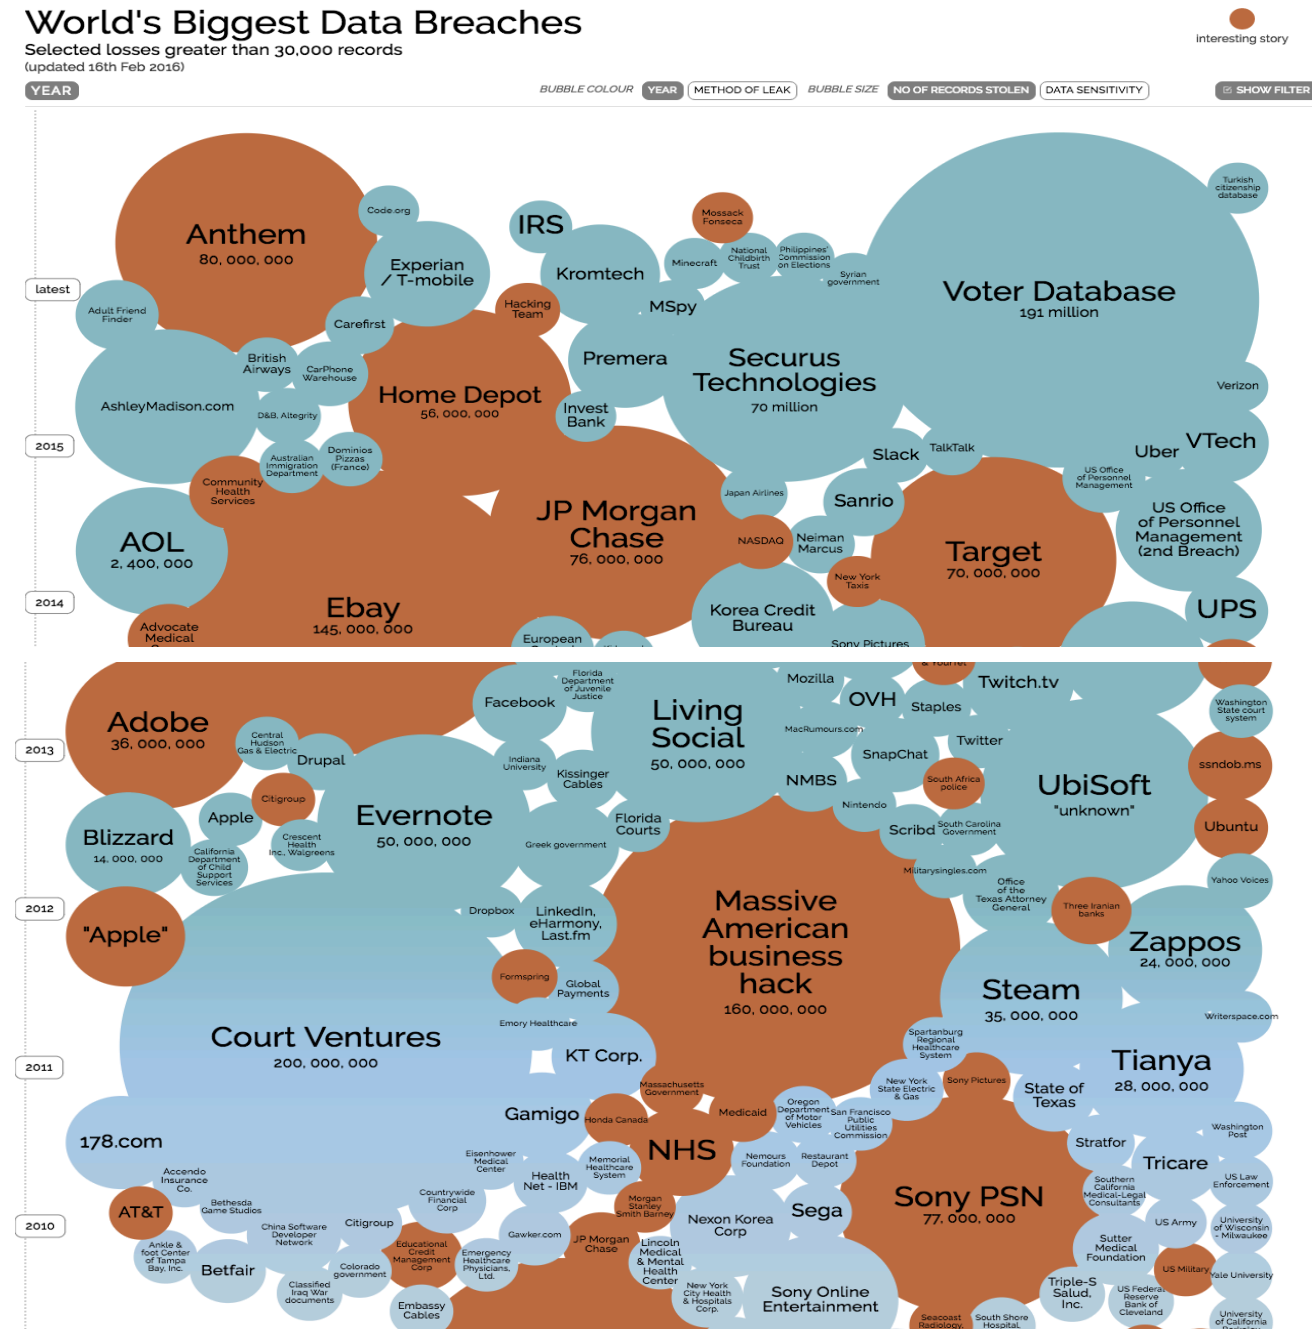 World's Biggest Data Breaches
Selected losses greater than 30,000 records
(updated 16th Feb 2016)
interesting story
YEAR
BUBBLE COLOUR
YEAR
METHOD OF LEAK
BUBBLE SIZE
NO OF RECORDS STOLEN
DATA SENSITIVITY
SHOW FILTER
latest
2015
2014
Anthem
80, 000, 000
Code.org
Experian
/ T-mobile
IRS
Kromtech
Mossack
Fonseca
Minecraft
National
Childbirth
Trust
Philippines'
Commission
on Elections
Syrian
government
Voter Database
191 million
Turkish
citizenship
database
Adult Friend
Finder
Carefirst
Hacking
Team
MSpy
British
Airways
CarPhone
Warehouse
AshleyMadison.com
D&B, Altegrity
Home Depot
56, 000, 000
Premera
Securus
Technologies
70 million
Invest
Bank
Verizon
Australian
Immigration
Department
Dominios
Pizzas
(France)
Slack
TalkTalk
Uber
VTech
US Office
of Personnel
Management
Community
Health
Services
JP Morgan
Chase
76, 000, 000
Japan Airlines
Sanrio
US Office
of Personnel
Management
(2nd Breach)
AOL
2, 400, 000
NASDAQ
Neiman
Marcus
Target
70, 000, 000
New York
Taxis
Ebay
145, 000, 000
Korea Credit
Bureau
UPS
Advocate
Medical
European
Sony Pictures
2013
2012
2011
2010
Adobe
36, 000, 000
Facebook
Florida
Department
of Juvenile
Justice
Living
Social
50, 000, 000
Mozilla
OVH
Staples
Twitch.tv
Washington
State court
system
Central
Hudson
Gas & Electric
Drupal
MacRumours.com
SnapChat
Twitter
Indiana
University
Kissinger
Cables
NMBS
South Africa
police
UbiSoft
"unknown"
ssndob.ms
Citigroup
Apple
Evernote
50, 000, 000
Florida
Courts
Nintendo
Scribd
South Carolina
Government
Ubuntu
Blizzard
14, 000, 000
Crescent
Health
Inc., Walgreens
California
Department
of Child
Support
Services
Greek government
Militarysingles.com
Office
of the
Texas Attorney
General
Yahoo Voices
Massive
American
business
hack
160, 000, 000
"Apple"
Dropbox
LinkedIn,
eHarmony,
Last.fm
Three Iranian
banks
Zappos
24, 000, 000
Formspring
Global
Payments
Steam
35, 000, 000
Emory Healthcare
Writerspace.com
Court Ventures
200, 000, 000
KT Corp.
Spartanburg
Regional
Healthcare
System
Tianya
28, 000, 000
Massachusetts
Government
New York
State Electric
& Gas
Sony Pictures
State of
Texas
Gamigo
Honda Canada
Medicaid
Oregon
Department
of Motor
Vehicles
San Francisco
Public
Utilities
Commission
178.com
NHS
Stratfor
Washington
Post
Eisenhower
Medical
Center
Memorial
Healthcare
System
Nemours
Foundation
Restaurant
Depot
Tricare
Accendo
Insurance
Co.
Health
Net - IBM
US Law
Enforcement
AT&T
Bethesda
Game Studios
Countrywide
Financial
Corp
Morgan
Stanley
Smith Barney
Sony PSN
77, 000, 000
Southern
California
Medical-Legal
Consultants
China Software
Developer
Network
Citigroup
Gawker.com
JP Morgan
Chase
Nexon Korea
Corp
Sega
US Army
University
of Wisconsin
- Milwaukee
Ankle &
foot Center
of Tampa
Bay, Inc.
Betfair
Colorado
government
Educational
Credit
Management
Corp
Emergency
Healthcare
Physicians,
Ltd.
Lincoln
Medical
& Mental
Health
Center
Sutter
Medical
Foundation
US Military
Yale University
Classified
Iraq War
documents
Embassy
Cables
New York
City Health
& Hospitals
Corp.
Sony Online
Entertainment
Triple-S
Salud,
Inc.
US Federal
Reserve
Bank of
Cleveland
Seacoast
Radiology,
South Shore
Hospital,
University
of California